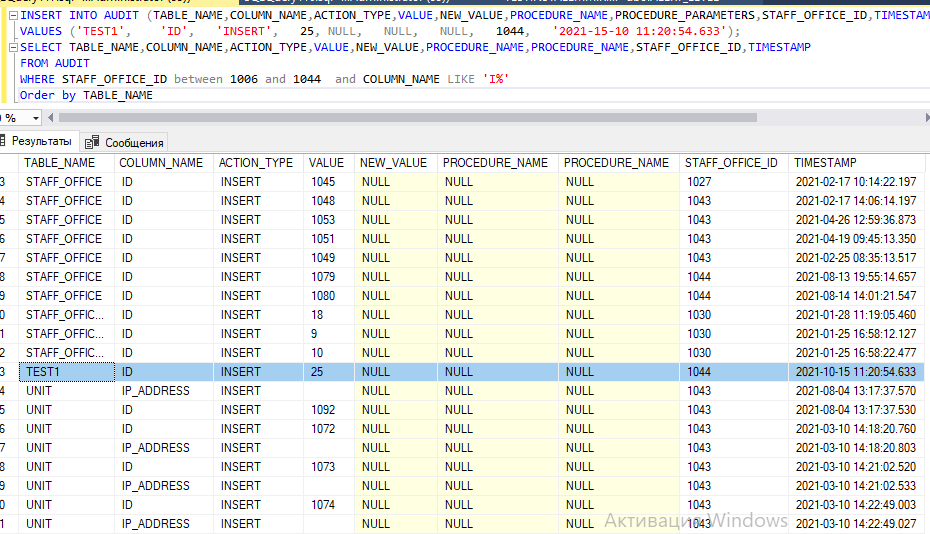 INSERT INTO AUDIT (TABLE_NAME,COLUMN_NAME,ACTION_TYPE,VALUE,NEW_VALUE,PROCEDURE_NAME,PROCEDURE_PARAMETERS,STAFF_OFFICE_ID,TIMESTAM
VALUES ('TEST1', 'ID', 'INSERT', 25, NULL, NULL, NULL, 1044, '2021-15-10 11:20:54.633');
SELECT TABLE_NAME,COLUMN_NAME,ACTION_TYPE,VALUE,NEW_VALUE,PROCEDURE_NAME,PROCEDURE_NAME,STAFF_OFFICE_ID,TIMESTAMP
FROM AUDIT
WHERE STAFF_OFFICE_ID between 1006 and 1044 and COLUMN_NAME LIKE 'I%'
Order by TABLE_NAME
0 %
Результаты Сообщения
TABLE_NAME COLUMN_NAME ACTION_TYPE VALUE NEW_VALUE PROCEDURE_NAME PROCEDURE_NAME STAFF_OFFICE_ID TIMESTAMP
3 STAFF_OFFICE ID INSERT 1045 NULL NULL NULL 1027 2021-02-17 10:14:22.197
4 STAFF_OFFICE ID INSERT 1048 NULL NULL NULL 1043 2021-02-17 14:06:14.197
5 STAFF_OFFICE ID INSERT 1053 NULL NULL NULL 1043 2021-04-26 12:59:36.873
6 STAFF_OFFICE ID INSERT 1051 NULL NULL NULL 1043 2021-04-19 09:45:13.350
7 STAFF_OFFICE ID INSERT 1049 NULL NULL NULL 1043 2021-02-25 08:35:13.517
8 STAFF_OFFICE ID INSERT 1079 NULL NULL NULL 1044 2021-08-13 19:55:14.657
9 STAFF_OFFICE ID INSERT 1080 NULL NULL NULL 1044 2021-08-14 14:01:21.547
0 STAFF_OFFIC... ID INSERT 18 NULL NULL NULL 1030 2021-01-28 11:19:05.460
1 STAFF_OFFIC... ID INSERT 9 NULL NULL NULL 1030 2021-01-25 16:58:12.127
2 STAFF_OFFIC... ID INSERT 10 NULL NULL NULL 1030 2021-01-25 16:58:22.477
3 TEST1 ID INSERT 25 NULL NULL NULL 1044 2021-10-15 11:20:54.633
4 UNIT IP_ADDRESS INSERT NULL NULL NULL 1043 2021-08-04 13:17:37.570
5 UNIT ID INSERT 1092 NULL NULL NULL 1043 2021-08-04 13:17:37.530
6 UNIT ID INSERT 1072 NULL NULL NULL 1043 2021-03-10 14:18:20.760
7 UNIT IP_ADDRESS INSERT NULL NULL NULL 1043 2021-03-10 14:18:20.803
8 UNIT ID INSERT 1073 NULL NULL NULL 1043 2021-03-10 14:21:02.520
9 UNIT IP_ADDRESS INSERT NULL NULL NULL 1043 2021-03-10 14:21:02.533
0 UNIT ID INSERT 1074 NULL NULL NULL 1043 2021-03-10 14:22:49.003
1 UNIT IP_ADDRESS INSERT NULL NULL NULL 1043 2021-03-10 14:22:49.027
Активация Windows